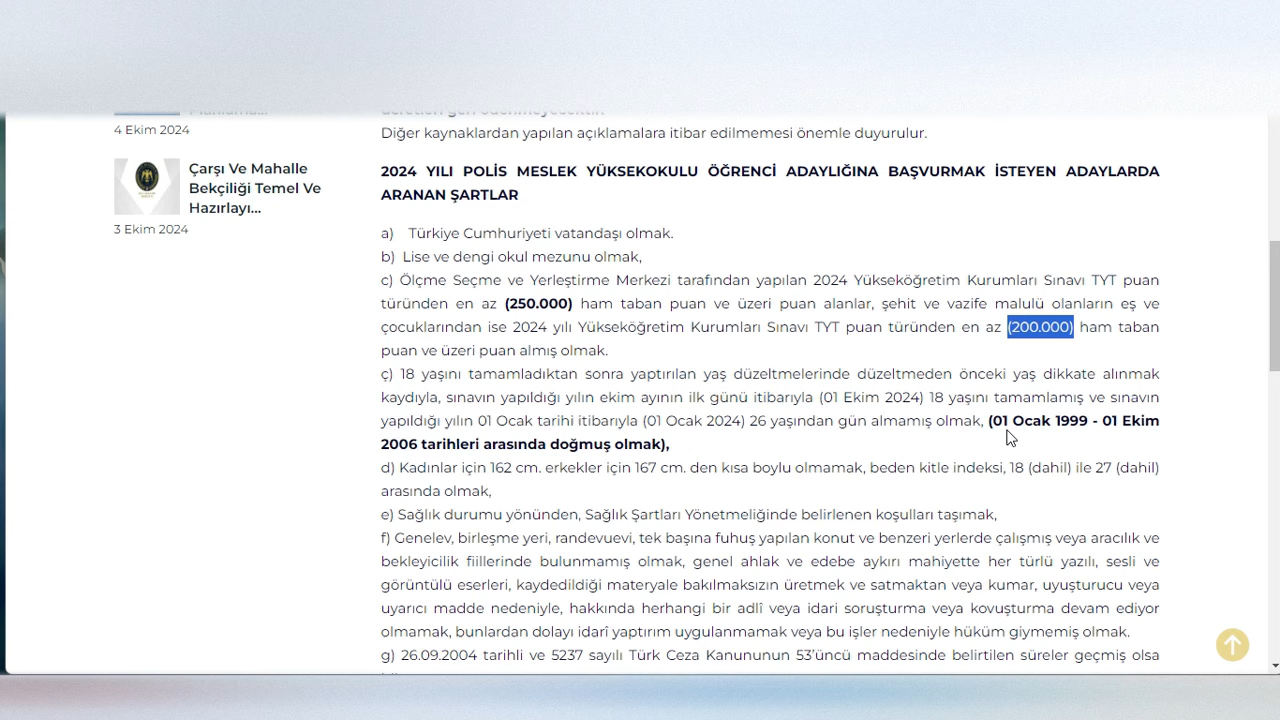 4 Ekim 2024
Çarşı Ve Mahalle
Bekçiliği Temel Ve
Hazırlayı...
3 Ekim 2024
Diğer kaynaklardan yapılan açıklamalara itibar edilmemesi önemle duyurulur.
2024 YILI POLİS MESLEK YÜKSEKOKULU ÖĞRENCİ ADAYLIĞINA BAŞVURMAK İSTEYEN ADAYLARDA
ARANAN ŞARTLAR
a) Türkiye Cumhuriyeti vatandaşı olmak.
b) Lise ve dengi okul mezunu olmak,
c) Ölçme Seçme ve Yerleştirme Merkezi tarafından yapılan 2024 Yükseköğretim Kurumları Sınavı TYT puan
türünden en az (250.000) ham taban puan ve üzeri puan alanlar, şehit ve vazife malulü olanların eş ve
çocuklarından ise 2024 yılı Yükseköğretim Kurumları Sınavı TYT puan türünden en az (200.000) ham taban
puan ve üzeri puan almış olmak.
ç) 18 yaşını tamamladıktan sonra yaptırılan yaş düzeltmelerinde düzeltmeden önceki yaş dikkate alınmak
kaydıyla, sınavın yapıldığı yılın ekim ayının ilk günü itibarıyla (01 Ekim 2024) 18 yaşını tamamlamış ve sınavın
yapıldığı yılın 01 Ocak tarihi itibarıyla (01 Ocak 2024) 26 yaşından gün almamış olmak, (01 Ocak 1999 - 01 Ekim
2006 tarihleri arasında doğmuş olmak),
d) Kadınlar için 162 cm. erkekler için 167 cm. den kısa boylu olmamak, beden kitle indeksi, 18 (dahil) ile 27 (dahil)
arasında olmak,
e) Sağlık durumu yönünden, Sağlık Şartları Yönetmeliğinde belirlenen koşulları taşımak,
f) Genelev, birleşme yeri, randevuevi, tek başına fuhuş yapılan konut ve benzeri yerlerde çalışmış veya aracılık ve
bekleyicilik fiillerinde bulunmamış olmak, genel ahlak ve edebe aykırı mahiyette her türlü yazılı, sesli ve
görüntülü eserleri, kaydedildiği materyale bakılmaksızın üretmek ve satmaktan veya kumar, uyuşturucu veya
uyarıcı madde nedeniyle, hakkında herhangi bir adlî veya idari soruşturma veya kovuşturma devam ediyor
olmamak, bunlardan dolayı idarî yaptırım uygulanmamak veya bu işler nedeniyle hüküm giymemiş olmak.
g) 26.09.2004 tarihli ve 5237 sayılı Türk Ceza Kanununun 53'üncü maddesinde belirtilen süreler geçmiş olsa